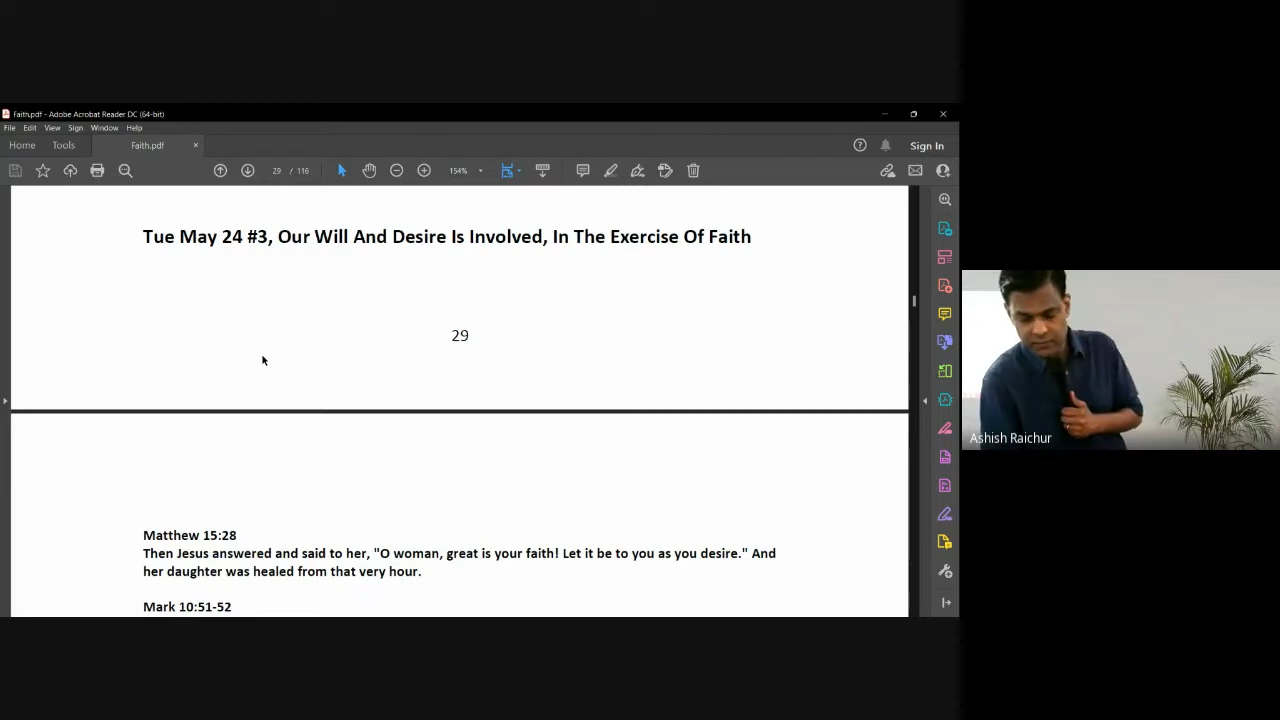 Faith.pdf - Adobe Acrobat Reader DC (64-bit)
File Edit View Sign Window Help
Home Tools Faith.pdf × Sign In
29 / 116 154%
Tue May 24 #3, Our Will And Desire Is Involved, In The Exercise Of Faith
29
Matthew 15:28
Then Jesus answered and said to her, "O woman, great is your faith! Let it be to you as you desire." And
her daughter was healed from that very hour.
Mark 10:51-52
Ashish Raichur